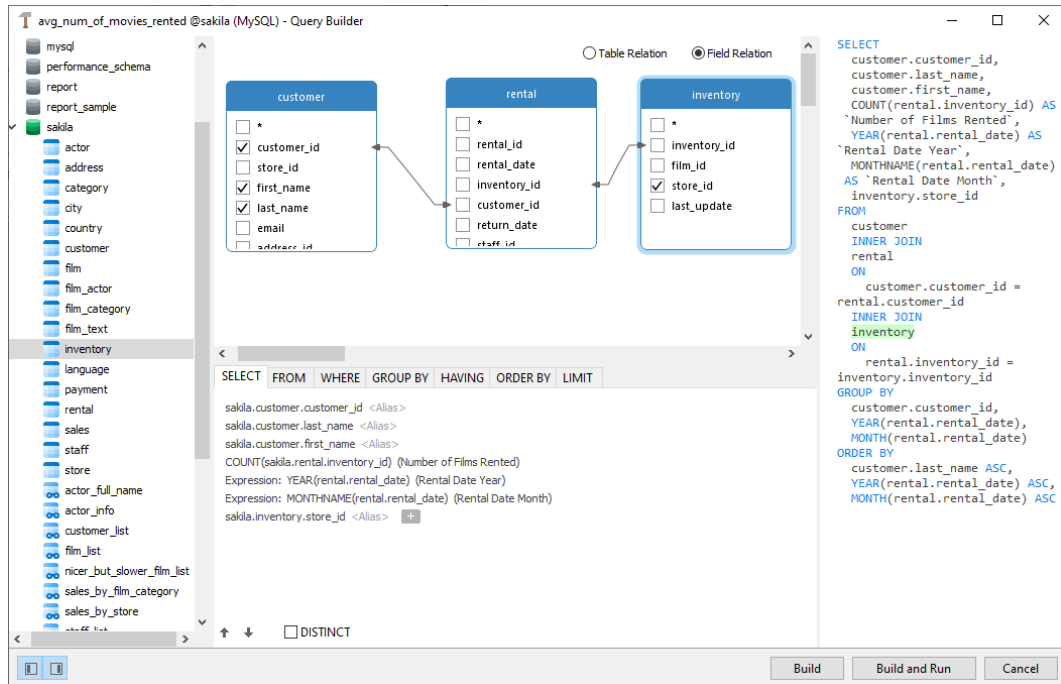 avg_num_of_movies_rented @sakila (MySQL) - Query Builder
mysql
performance_schema
report
report_sample
sakila
actor
address
category
city
country
customer
film
film_actor
film_category
film_text
inventory
language
payment
rental
sales
staff
store
actor_full_name
actor_info
customer_list
film_list
nicer_but_slower_film_list
sales_by_film_category
sales_by_store
staff_list
Table Relation
Field Relation
customer
*
customer_id
store_id
first_name
last_name
email
address_id
rental
*
rental_id
rental_date
inventory_id
customer_id
return_date
staff_id
inventory
*
inventory_id
film_id
store_id
last_update
SELECT FROM WHERE GROUP BY HAVING ORDER BY LIMIT
sakila.customer.customer_id <Alias>
sakila.customer.last_name <Alias>
sakila.customer.first_name <Alias>
COUNT(sakila.rental.inventory_id) (Number of Films Rented)
Expression: YEAR(rental.rental_date) (Rental Date Year)
Expression: MONTHNAME(rental.rental_date) (Rental Date Month)
sakila.inventory.store_id <Alias> +
DISTINCT
SELECT
customer.customer_id,
customer.last_name,
customer.first_name,
COUNT(rental.inventory_id) AS
`Number of Films Rented`,
YEAR(rental.rental_date) AS
`Rental Date Year`,
MONTHNAME(rental.rental_date)
AS `Rental Date Month`,
inventory.store_id
FROM
customer
INNER JOIN
rental
ON
customer.customer_id =
rental.customer_id
INNER JOIN
inventory
ON
rental.inventory_id =
inventory.inventory_id
GROUP BY
customer.customer_id,
YEAR(rental.rental_date),
MONTH(rental.rental_date)
ORDER BY
customer.last_name ASC,
YEAR(rental.rental_date) ASC,
MONTH(rental.rental_date) ASC
Build
Build and Run
Cancel